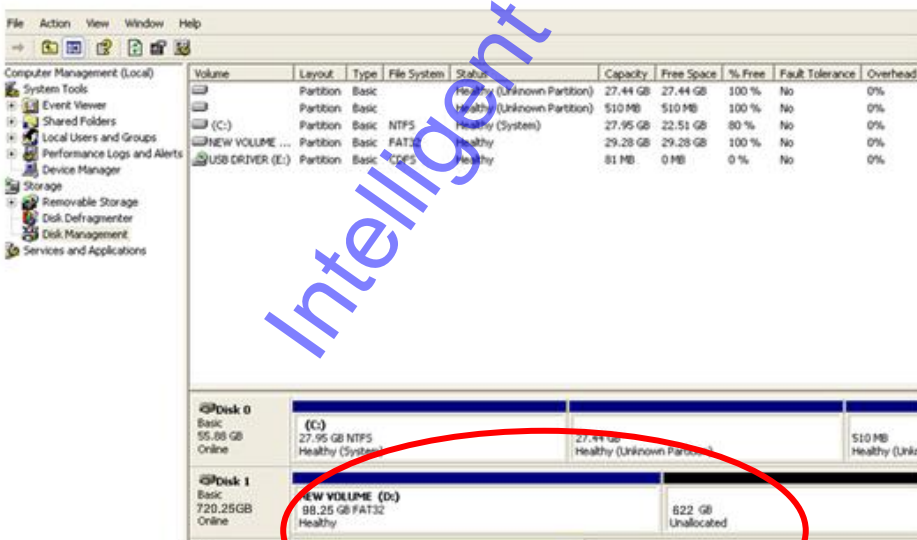 File Action View Window Help
Computer Management (Local)
System Tools
Event Viewer
Shared Folders
Local Users and Groups
Performance Logs and Alerts
Device Manager
Storage
Removable Storage
Disk Defragmenter
Disk Management
Services and Applications
Volume Layout Type File System Status Capacity Free Space % Free Fault Tolerance Overhead
Partition Basic Healthy (Unknown Partition) 27.44 GB 27.44 GB 100 % No 0%
Partition Basic Healthy (Unknown Partition) 510 MB 510 MB 100 % No 0%
(C:) Partition Basic NTFS Healthy (System) 27.95 GB 22.51 GB 80 % No 0%
NEW VOLUME ... Partition Basic FAT32 Healthy 29.28 GB 29.28 GB 100 % No 0%
USB DRIVER (E:) Partition Basic CDFS Healthy 81 MB 0 MB 0 % No 0%
Intelligent
Disk 0
Basic
55.88 GB
Online
(C:)
27.95 GB NTFS
Healthy (System)
27.44 GB
Healthy (Unknown Partition)
510 MB
Healthy
Disk 1
Basic
720.25GB
Online
NEW VOLUME (D:)
98.25 GB FAT32
Healthy
622 GB
Unallocated